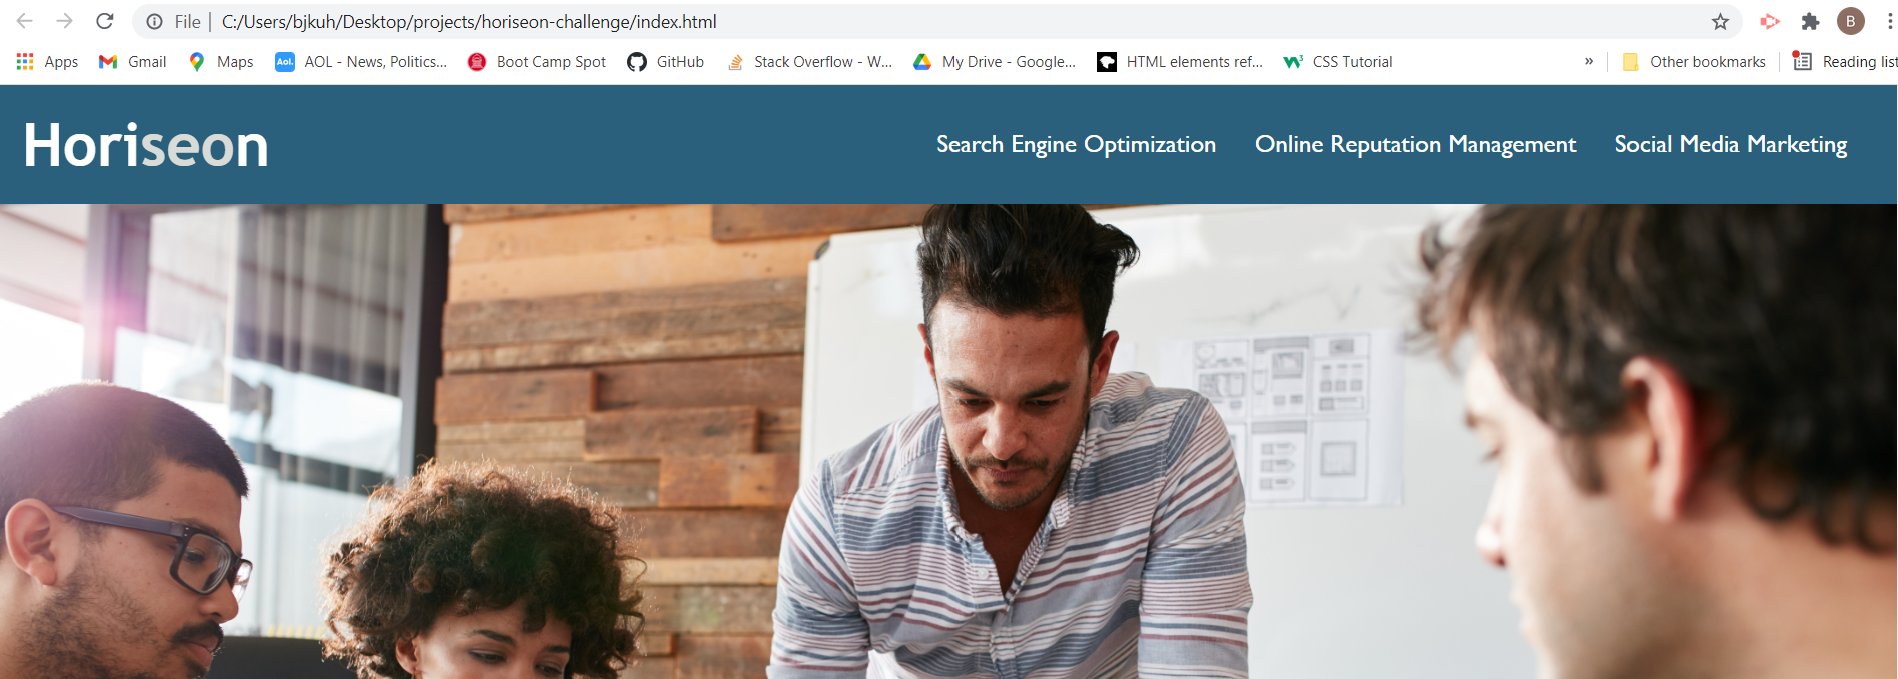 File | C:/Users/bjkuh/Desktop/projects/horiseon-challenge/index.html B
Apps Gmail Maps Aol. AOL - News, Politics... Boot Camp Spot GitHub Stack Overflow - W... My Drive - Google... HTML elements ref... W3 CSS Tutorial » Other bookmarks Reading list
Horiseon Search Engine Optimization Online Reputation Management Social Media Marketing